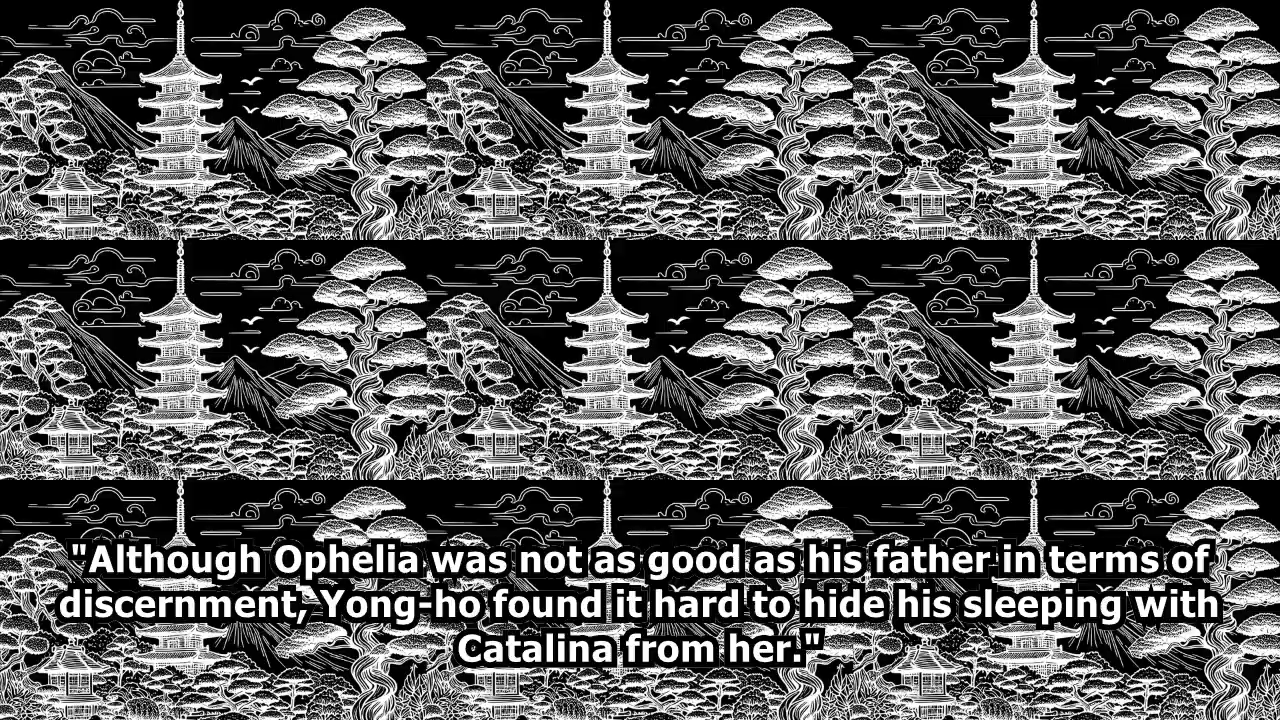 "Although Ophelia was not as good as his father in terms of
discernment, Yong-ho found it hard to hide his sleeping with
Catalina from her."